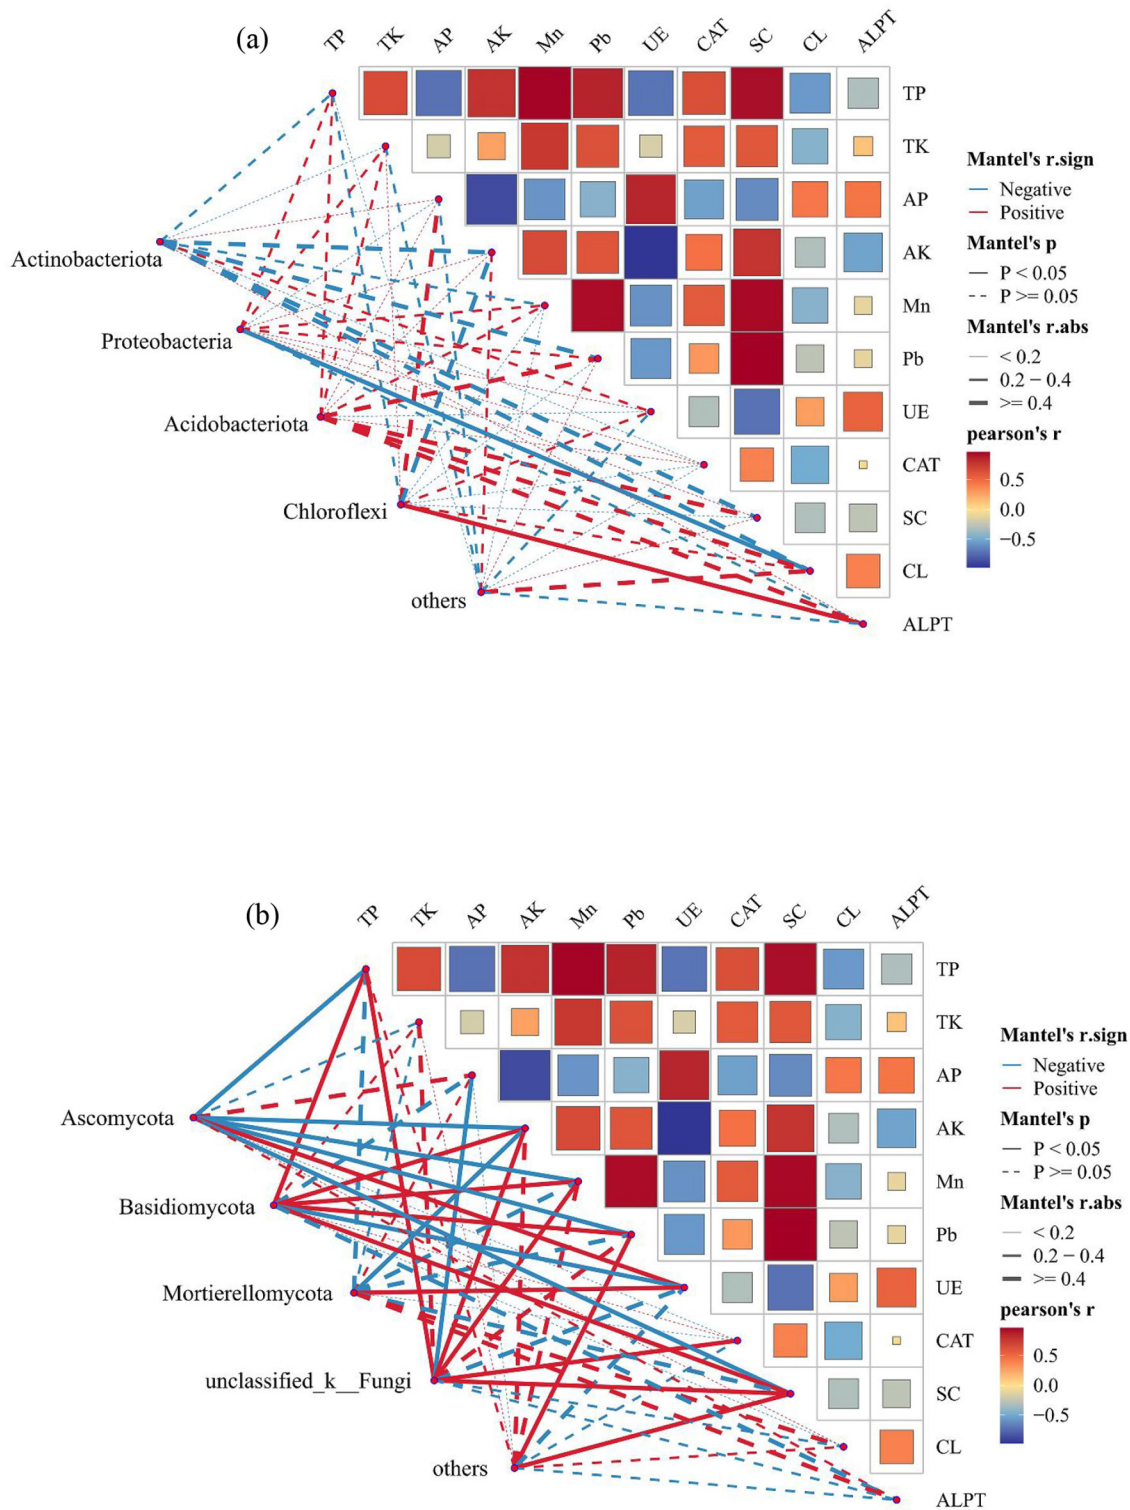 (a)
TP TK AP AK Mn Pb UE CAT SC CL ALPT
TP
TK
AP
AK
Mn
Pb
UE
CAT
SC
CL
ALPT
Actinobacteriota
Proteobacteria
Acidobacteriota
Chloroflexi
others
Mantel's r.sign
Negative
Positive
Mantel's p
P < 0.05
P >= 0.05
Mantel's r.abs
< 0.2
0.2 − 0.4
>= 0.4
pearson's r
0.5
0.0
−0.5
(b)
TP TK AP AK Mn Pb UE CAT SC CL ALPT
TP
TK
AP
AK
Mn
Pb
UE
CAT
SC
CL
ALPT
Ascomycota
Basidiomycota
Mortierellomycota
unclassified_k__Fungi
others
Mantel's r.sign
Negative
Positive
Mantel's p
P < 0.05
P >= 0.05
Mantel's r.abs
< 0.2
0.2 − 0.4
>= 0.4
pearson's r
0.5
0.0
−0.5